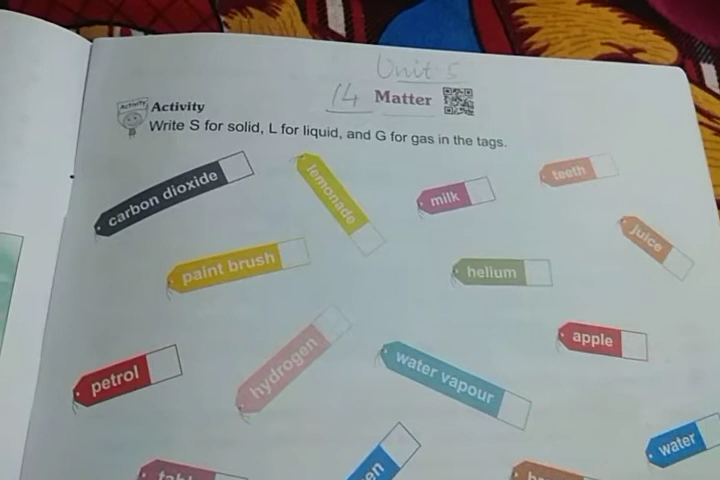 Unit 5
14 Matter
ACTIVITY Activity
Write S for solid, L for liquid, and G for gas in the tags.
carbon dioxide
lemonade
milk
teeth
juice
paint brush
helium
apple
petrol
hydrogen
water vapour
water